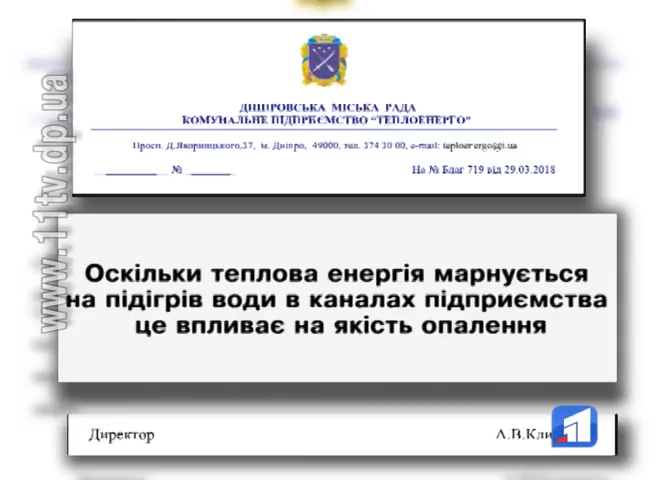 ДНІПРОВСЬКА МІСЬКА РАДА
КОМУНАЛЬНЕ ПІДПРИЄМСТВО "ТЕПЛОЕНЕРГО"
Просп. Д.Яворницького,37, м. Дніпро, 49000, тел. 374 30 00, e-mail: teploenergo@i.ua
№
На № Благ 719 від 29.03.2018
www.11tv.dp.ua
Оскільки теплова енергія марнується
на підігрів води в каналах підприємства
це впливає на якість опалення
Директор
А.В.